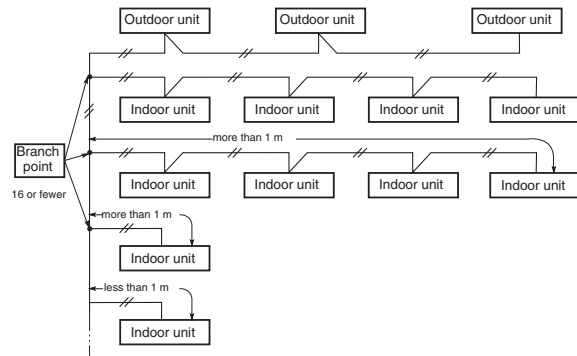 Outdoor unit Outdoor unit Outdoor unit
Indoor unit Indoor unit Indoor unit Indoor unit
more than 1 m
Branch
point
16 or fewer
Indoor unit Indoor unit Indoor unit Indoor unit
more than 1 m
Indoor unit
less than 1 m
Indoor unit